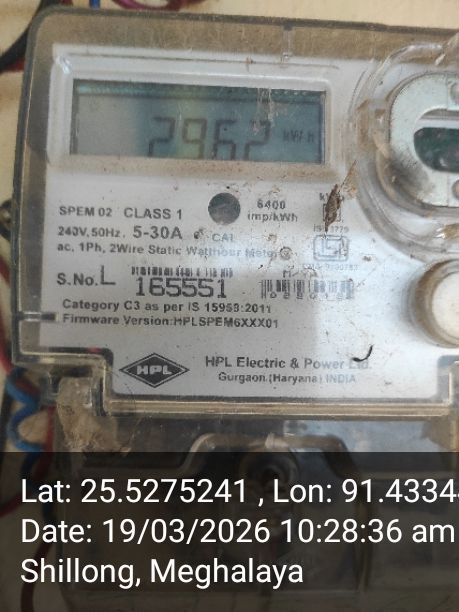 2962 kWh
SPEM 02 CLASS 1
6400
imp/kWh
240V, 50Hz. 5-30A CAL
ac, 1Ph, 2Wire Static Watthour Meter
S.No. L 165551
Category C3 as per IS 15959:2011
Firmware Version:HPLSPEM6XXX01
HPL
HPL Electric & Power Ltd.
Gurgaon (Haryana) INDIA
Lat: 25.5275241 , Lon: 91.4334
Date: 19/03/2026 10:28:36 am
Shillong, Meghalaya